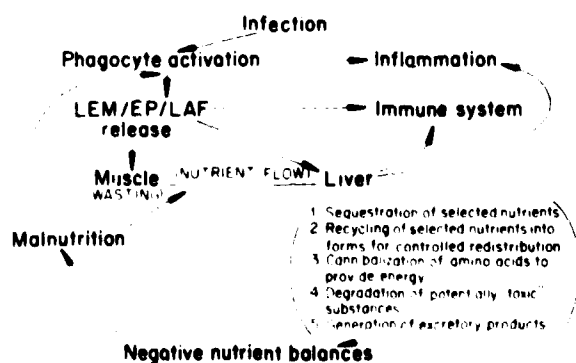 Infection
Phagocyte activation
Inflammation
LEM/EP/LAF
release
Immune system
Muscle
(NUTRIENT FLOW)
Liver
WASTING)
1 Sequestration of selected nutrients
2 Recycling of selected nutrients into
forms for controlled redistribution
3 Cannibalization of amino acids to
provide energy
4 Degradation of potentially toxic
substances
5 Generation of excretory products
Malnutrition
Negative nutrient balances